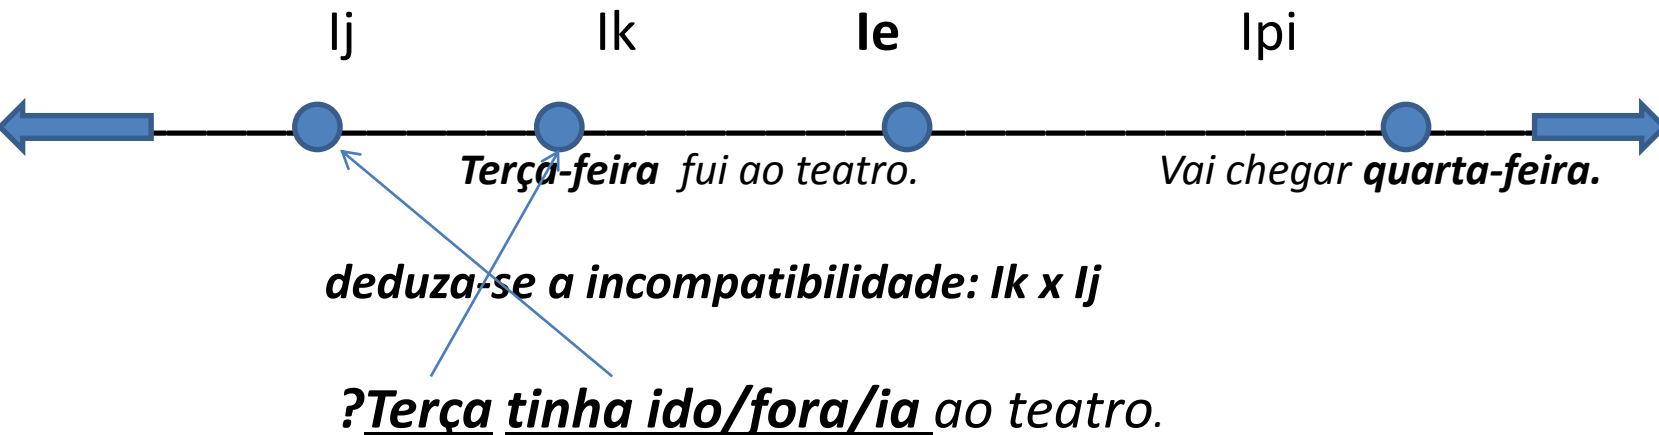 Ij Ik Ie Ipi
Terça-feira fui ao teatro. Vai chegar quarta-feira.
deduza-se a incompatibilidade: Ik x Ij
?Terça tinha ido/fora/ia ao teatro.